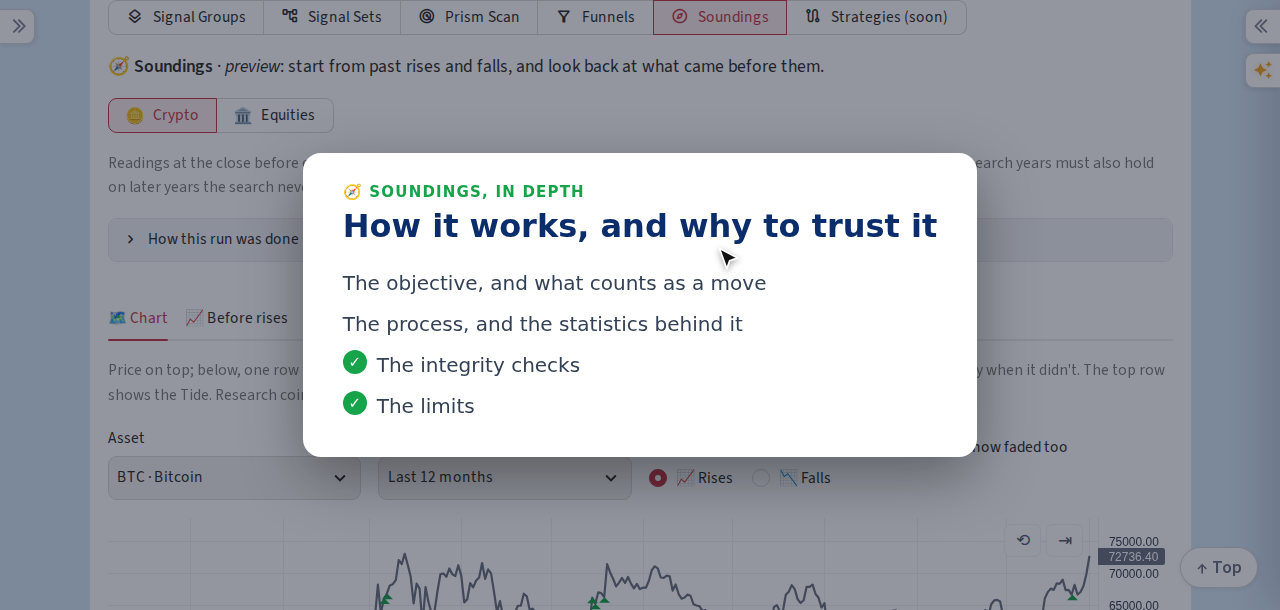 Signal Groups
Signal Sets
Prism Scan
Funnels
Soundings
Strategies (soon)
Soundings · preview: start from past rises and falls, and look back at what came before them.
Crypto
Equities
Readings at the close before
earch years must also hold
on later years the search
How this run was done
SOUNDINGS, IN DEPTH
How it works, and why to trust it
The objective, and what counts as a move
The process, and the statistics behind it
✓ The integrity checks
✓ The limits
Chart
Before rises
Price on top; below, one row
y when it didn't. The top row
shows the Tide. Research
Asset
now faded too
BTC · Bitcoin
Last 12 months
Rises
Falls
75000.00
72736.40
70000.00
65000.00
↑ Top